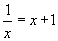 1/x = x + 1